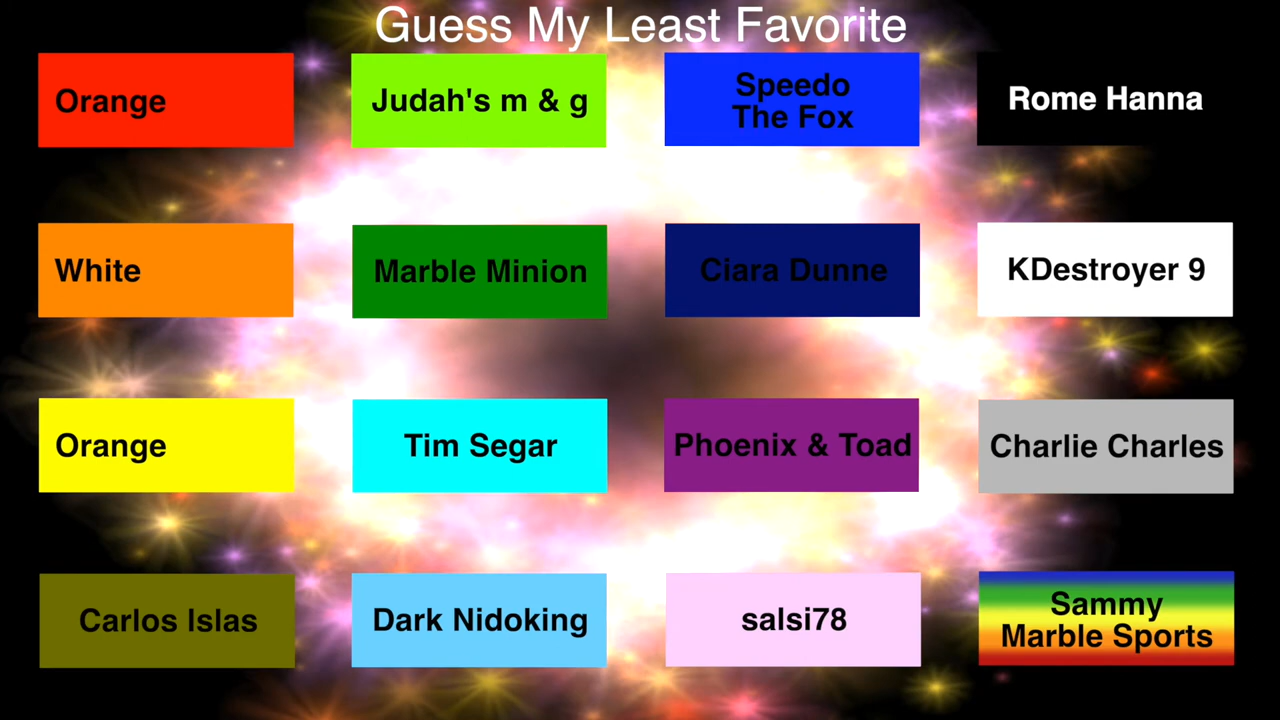 Guess My Least Favorite
Orange
Judah's m & g
Speedo
The Fox
Rome Hanna
White
Marble Minion
Ciara Dunne
KDestroyer 9
Orange
Tim Segar
Phoenix & Toad
Charlie Charles
Carlos Islas
Dark Nidoking
salsi78
Sammy
Marble Sports